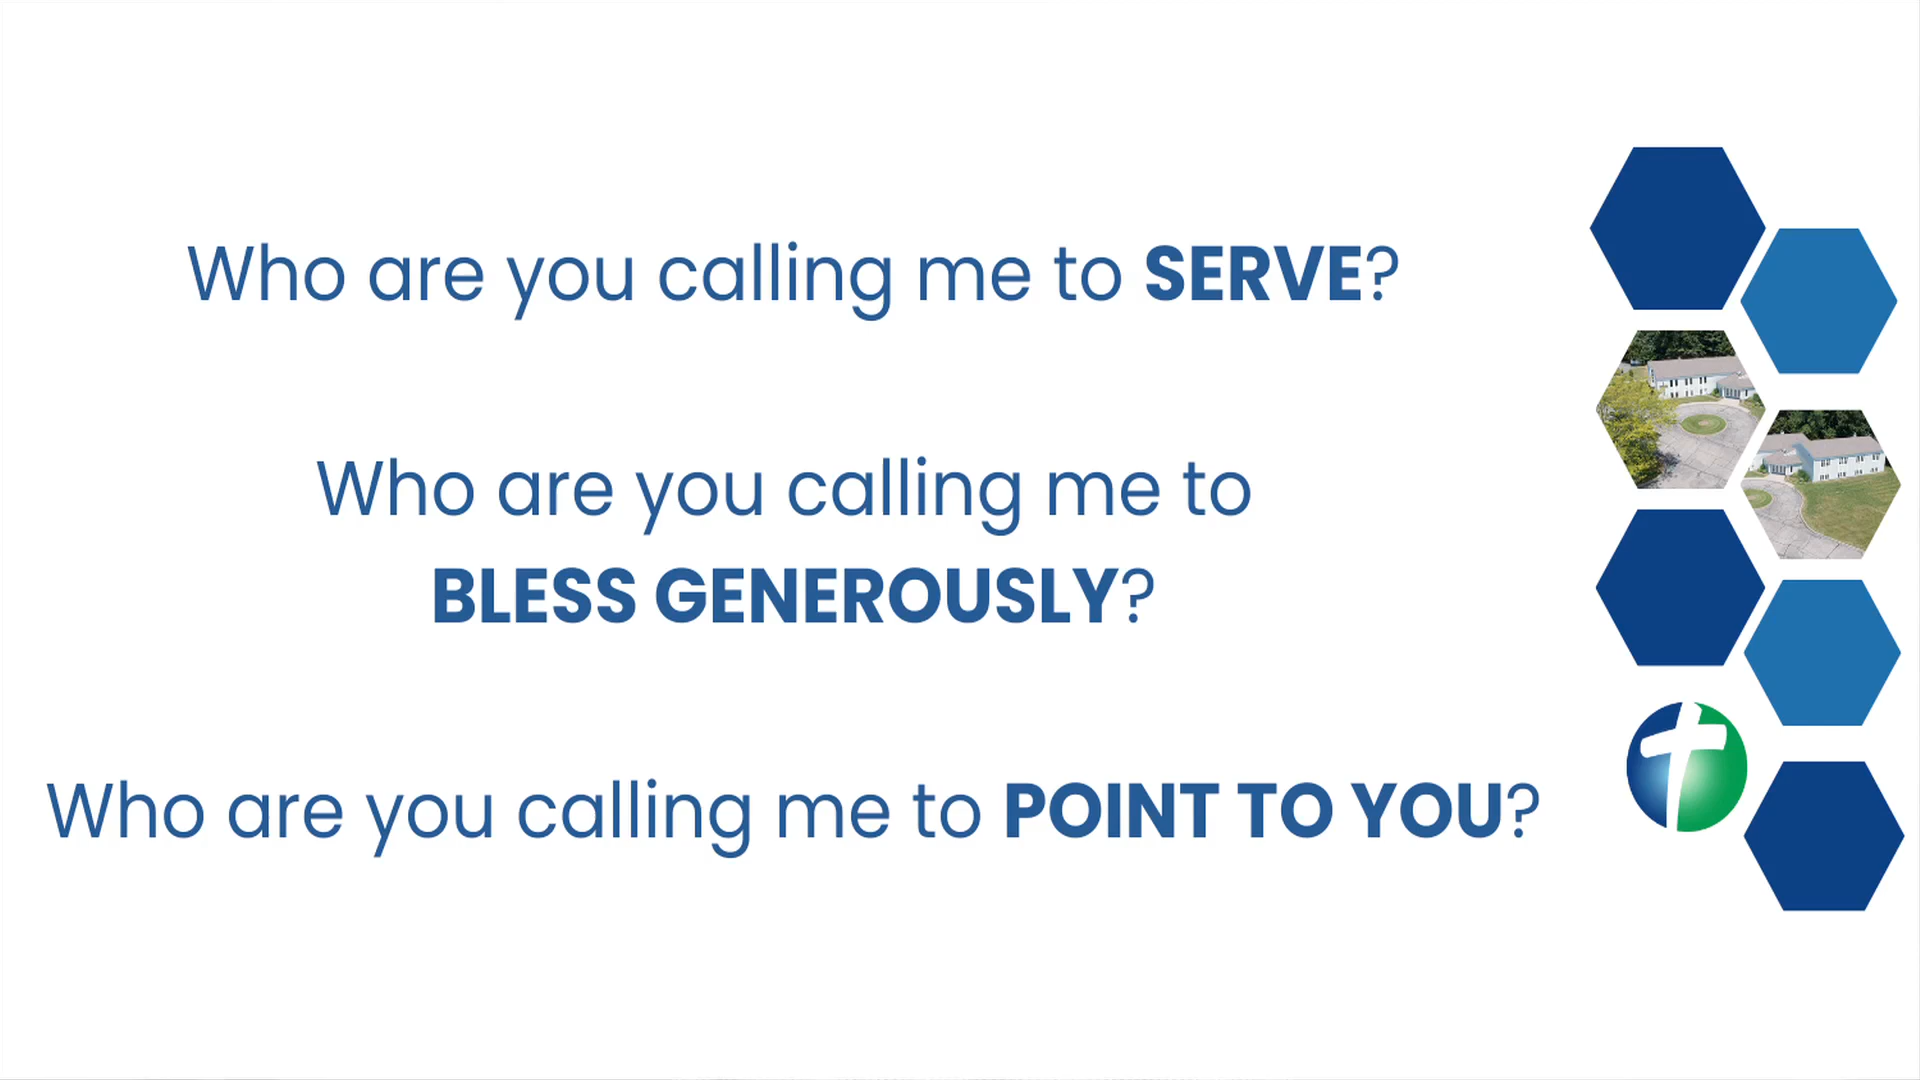 Who are you calling me to SERVE?
Who are you calling me to
BLESS GENEROUSLY?
Who are you calling me to POINT TO YOU?